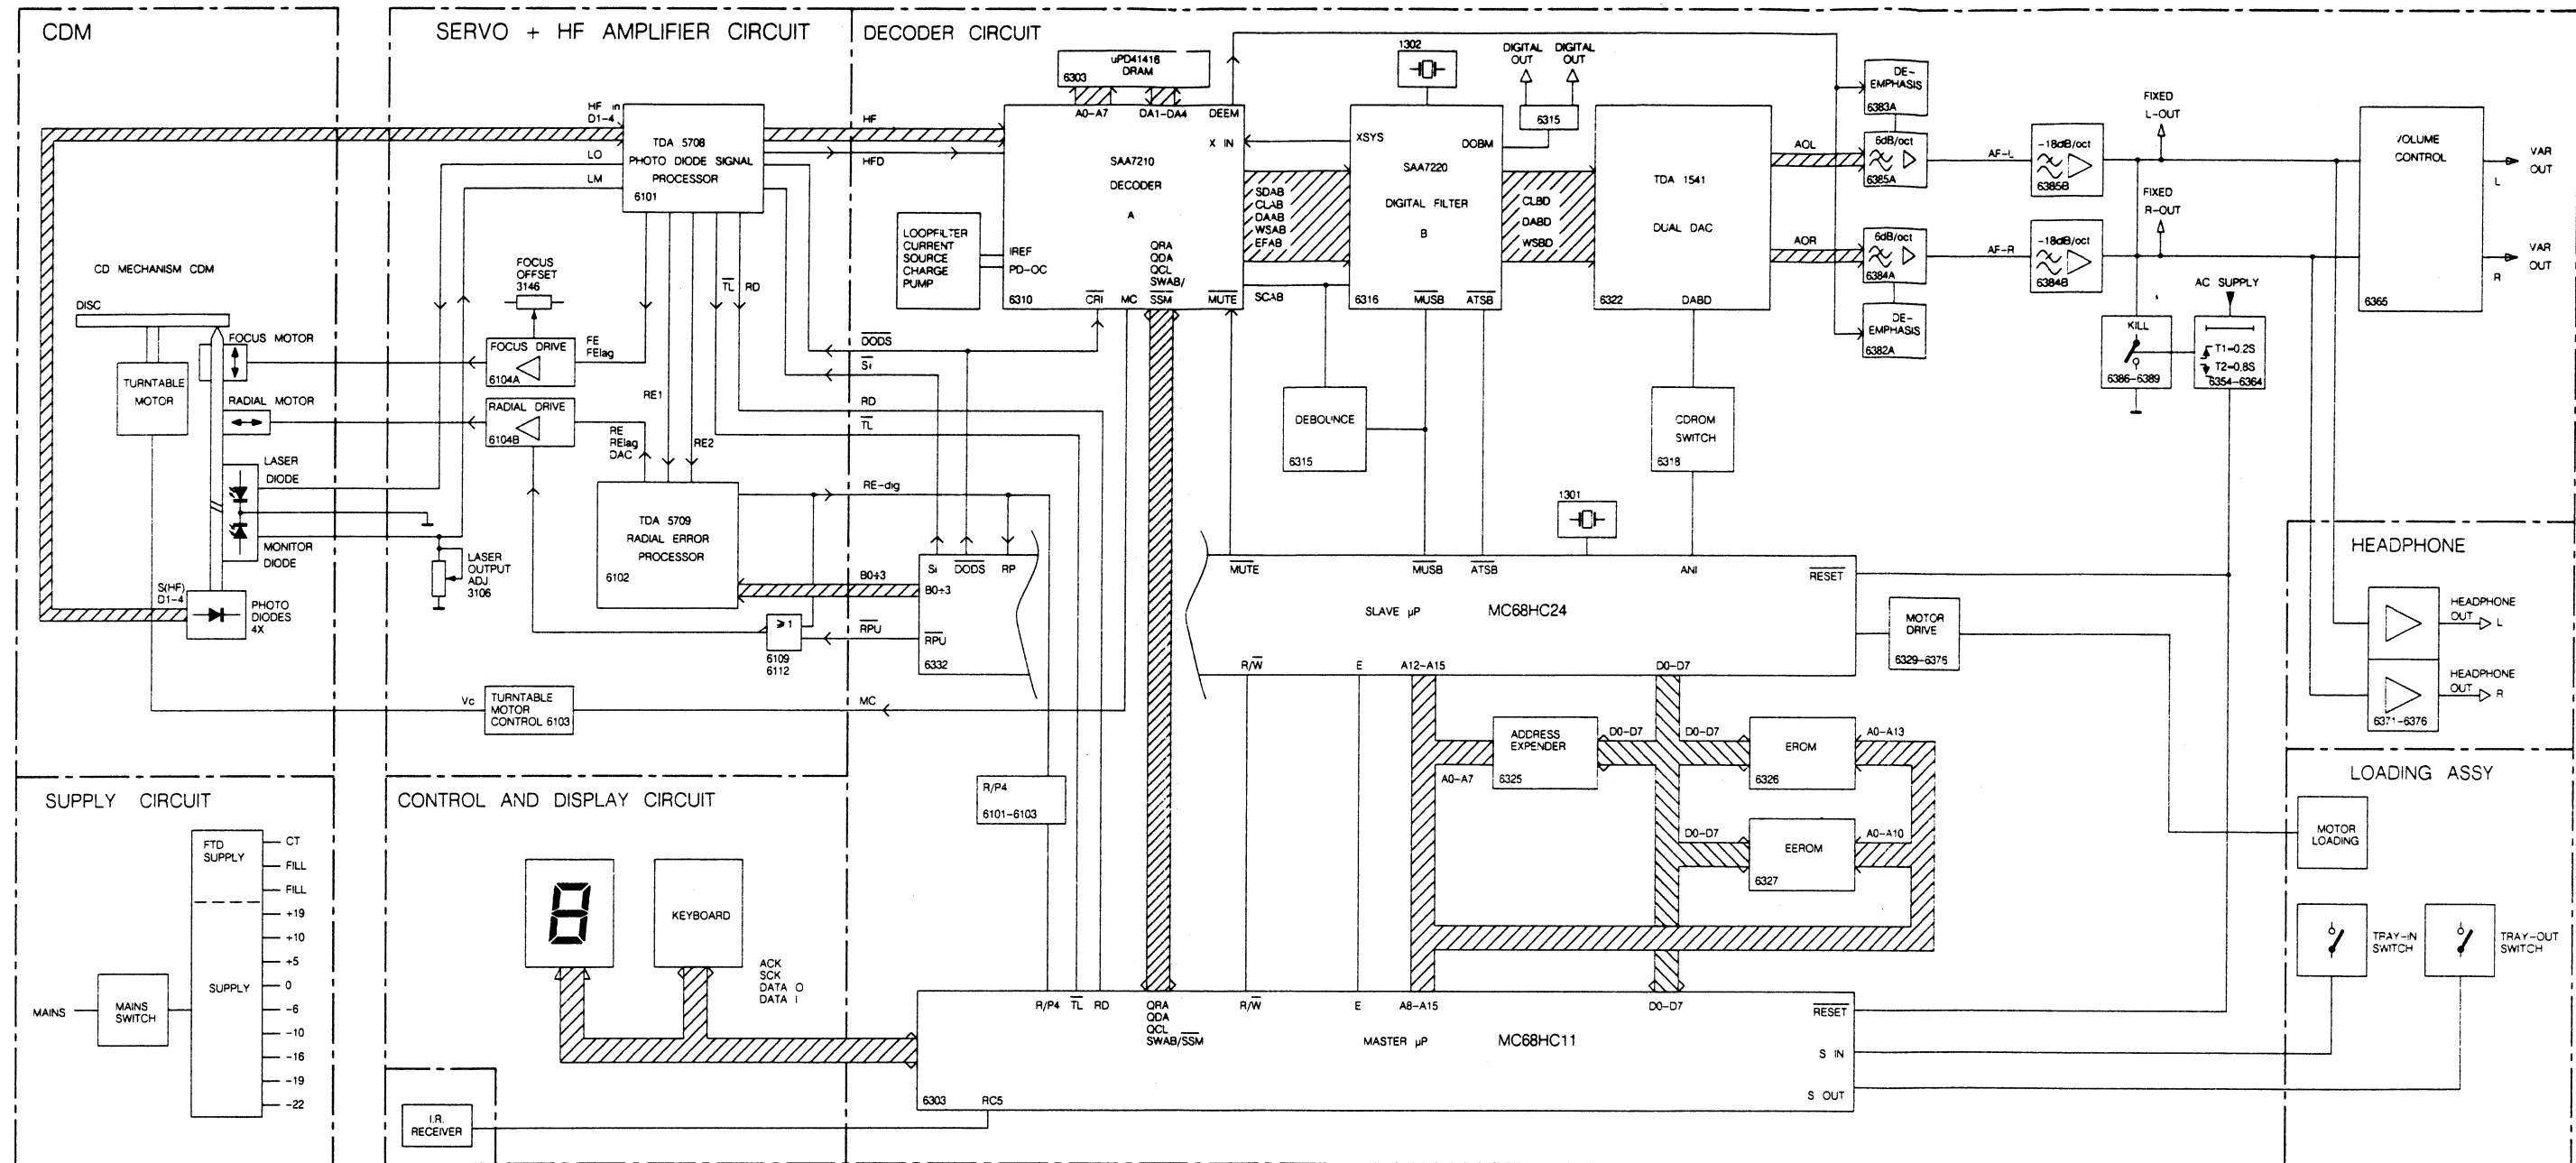 CDM
CD MECHANISM CDM
DISC
TURNTABLE
MOTOR
FOCUS MOTOR
RADIAL MOTOR
LASER
DIODE
MONITOR
DIODE
S(HF)
D1-4
PHOTO
DIODES
4X
SERVO + HF AMPLIFIER CIRCUIT
HF in
D1-4
LO
LM
TDA 5708
PHOTO DIODE SIGNAL
PROCESSOR
6101
FOCUS
OFFSET
3146
FOCUS DRIVE
6104A
FE
FElag
RADIAL DRIVE
6104B
RE
RElag
DAC
RE1
RE2
TL
RD
TDA 5709
RADIAL ERROR
PROCESSOR
6102
LASER
OUTPUT
ADJ
3106
≥1
6109
6112
Vc
TURNTABLE
MOTOR
CONTROL 6103
DECODER CIRCUIT
HF
HFD
DODS
Si
RD
TL
RE-dig
B0÷3
RPU
MC
uPD41416
DRAM
6303
A0-A7
DA1-DA4
DEEM
X IN
SAA7210
DECODER
A
LOOPFILTER
CURRENT
SOURCE
CHARGE
PUMP
IREF
PD-OC
6310
CRI
MC
QRA
QDA
QCL
SWAB/
SSM
MUTE
SDAB
CLAB
DAAB
WSAB
EFAB
SCAB
1302
XSYS
DOBM
SAA7220
DIGITAL FILTER
B
6316
MUSB
ATSB
DIGITAL
OUT
DIGITAL
OUT
6315
CLBD
DABD
WSBD
TDA 1541
DUAL DAC
6322
DABD
AOL
AOR
DE-
EMPHASIS
6383A
6dB/oct
6385A
6dB/oct
6384A
DE-
EMPHASIS
6382A
AF-L
AF-R
-18dB/oct
6385B
-18dB/oct
6384B
FIXED
L-OUT
FIXED
R-OUT
AC SUPPLY
KILL
6386-6389
T1=0.2S
T2=0.8S
6354-6364
VOLUME
CONTROL
6365
VAR
OUT
L
VAR
OUT
R
DEBOUNCE
6315
CDROM
SWITCH
6318
1301
Si
DODS
RP
B0÷3
RPU
6332
MUTE
MUSB
ATSB
ANI
RESET
SLAVE µP
MC68HC24
R/W
E
A12-A15
D0-D7
MOTOR
DRIVE
6329-6376
ADDRESS
EXPENDER
6325
A0-A7
D0-D7
D0-D7
EROM
6326
A0-A13
D0-D7
EEROM
6327
A0-A10
R/P4
6101-6103
R/P4
TL
RD
QRA
QDA
QCL
SWAB/SSM
R/W
E
A8-A15
D0-D7
RESET
MASTER µP
MC68HC11
S IN
S OUT
6303
RC5
HEADPHONE
HEADPHONE
OUT
L
HEADPHONE
OUT
R
6371-6376
LOADING ASSY
MOTOR
LOADING
TRAY-IN
SWITCH
TRAY-OUT
SWITCH
SUPPLY CIRCUIT
MAINS
MAINS
SWITCH
FTD
SUPPLY
SUPPLY
CT
FILL
FILL
+19
+10
+5
0
-6
-10
-16
-19
-22
CONTROL AND DISPLAY CIRCUIT
8
KEYBOARD
ACK
SCK
DATA O
DATA I
I.R.
RECEIVER